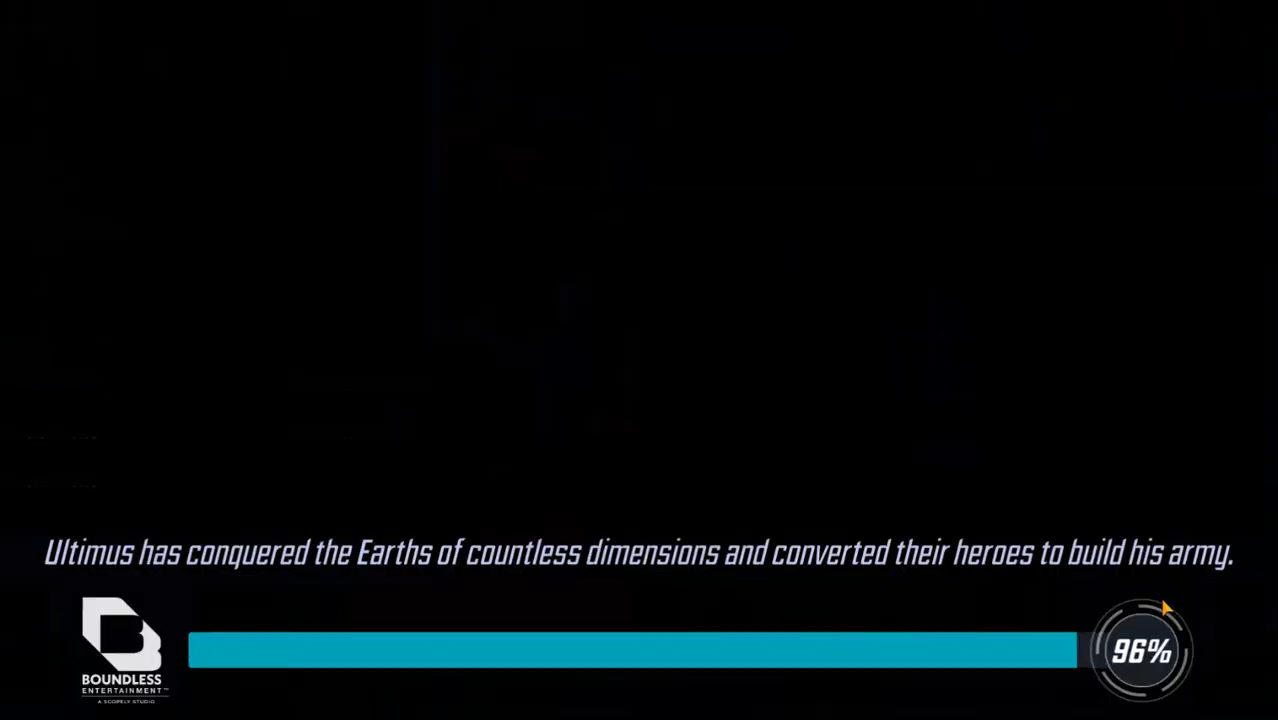 Ultimus has conquered the Earths of countless dimensions and converted their heroes to build his army.
96%
BOUNDLESS
ENTERTAINMENT™
A SCOPELY STUDIO